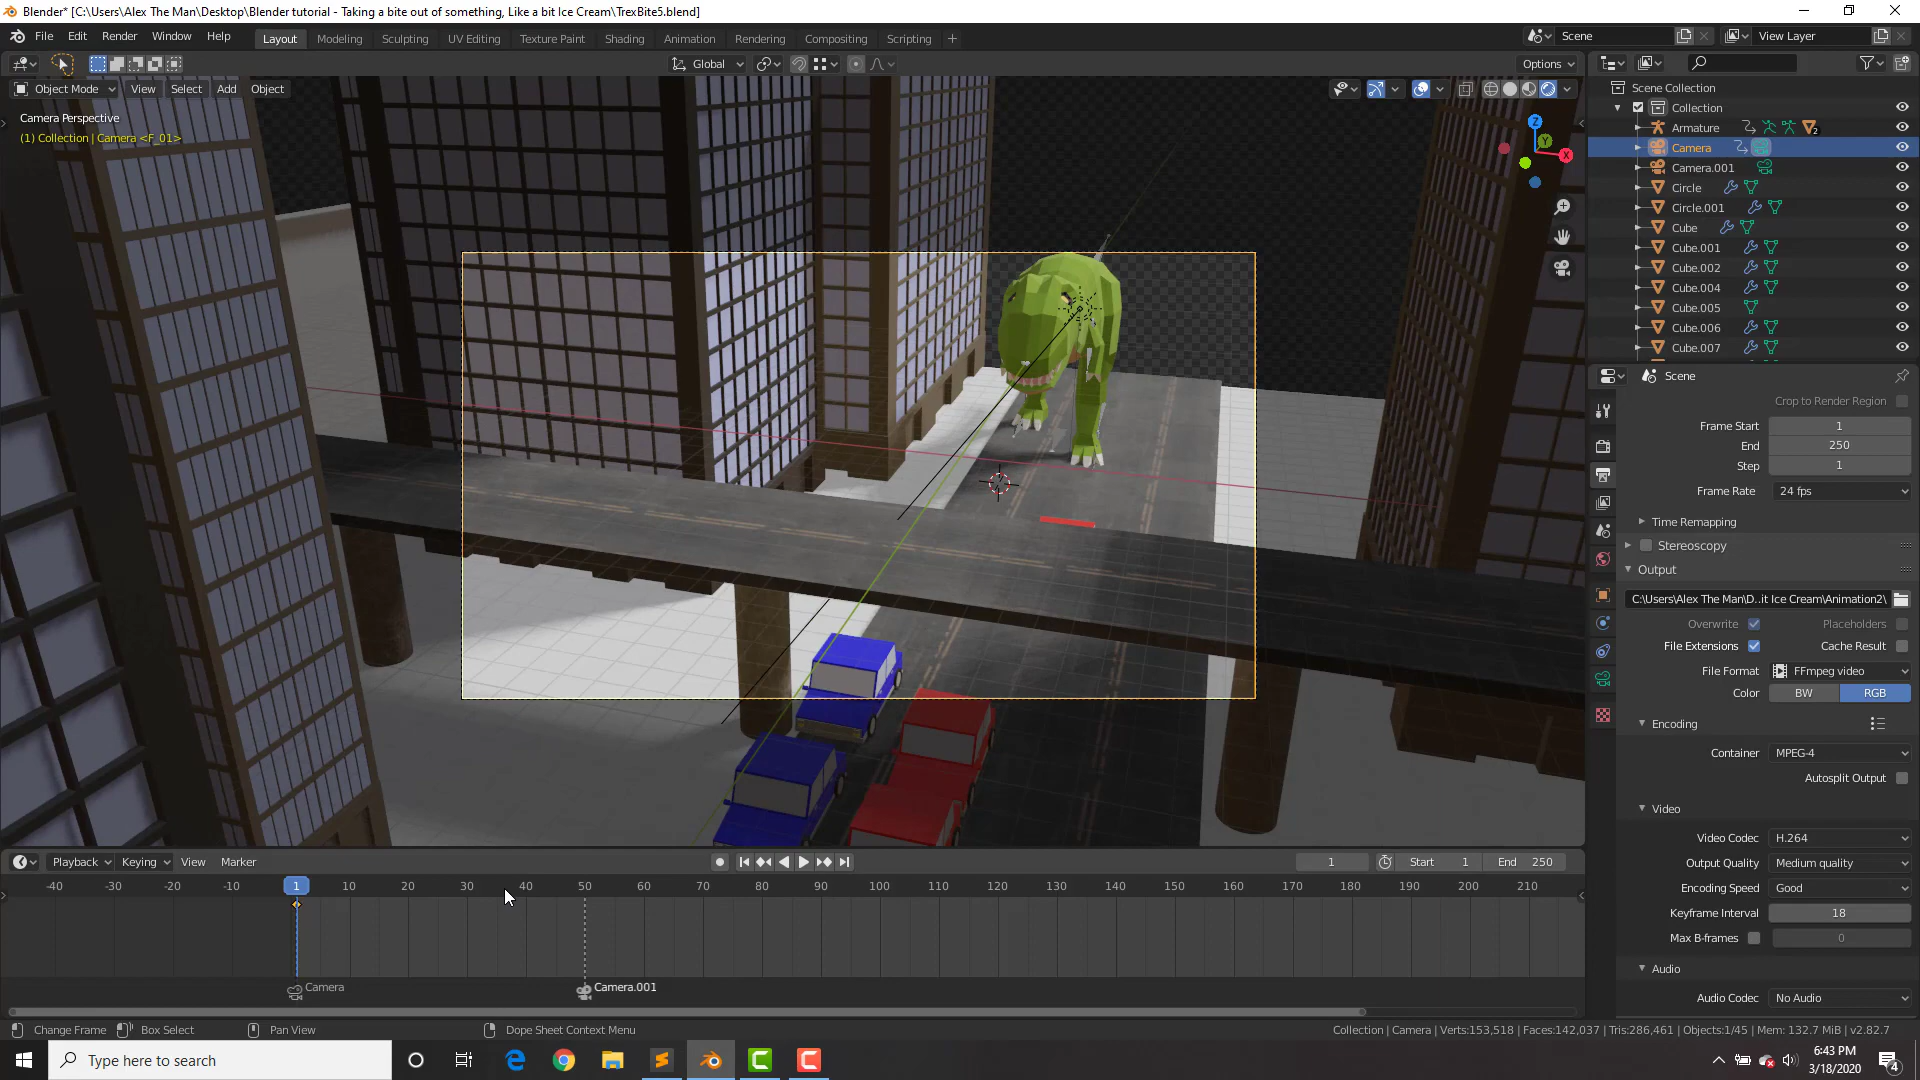 Blender* [C:\Users\Alex The Man\Desktop\Blender tutorial - Taking a bite out of something, Like a bit Ice Cream\TrexBite5.blend]
File Edit Render Window Help
Layout Modeling Sculpting UV Editing Texture Paint Shading Animation Rendering Compositing Scripting +
Scene
View Layer
Global
Options
Object Mode View Select Add Object
Camera Perspective
(1) Collection | Camera <F_01>
Z
Y
X
Scene Collection
Collection
Armature
2
Camera
Camera.001
Circle
Circle.001
Cube
Cube.001
Cube.002
Cube.004
Cube.005
Cube.006
Cube.007
Scene
Crop to Render Region
Frame Start 1
End 250
Step 1
Frame Rate 24 fps
Time Remapping
Stereoscopy
Output
C:\Users\Alex The Man\D..it Ice Cream\Animation2\
Overwrite Placeholders
File Extensions Cache Result
File Format FFmpeg video
Color BW RGB
Encoding
Container MPEG-4
Autosplit Output
Video
Video Codec H.264
Output Quality Medium quality
Encoding Speed Good
Keyframe Interval 18
Max B-frames 0
Audio
Audio Codec No Audio
Playback Keying View Marker
1 Start 1 End 250
-40 -30 -20 -10 1 10 20 30 40 50 60 70 80 90 100 110 120 130 140 150 160 170 180 190 200 210
Camera Camera.001
Change Frame Box Select Pan View Dope Sheet Context Menu
Collection | Camera | Verts:153,518 | Faces:142,037 | Tris:286,461 | Objects:1/45 | Mem: 132.7 MiB | v2.82.7
Type here to search
6:43 PM
3/18/2020
4